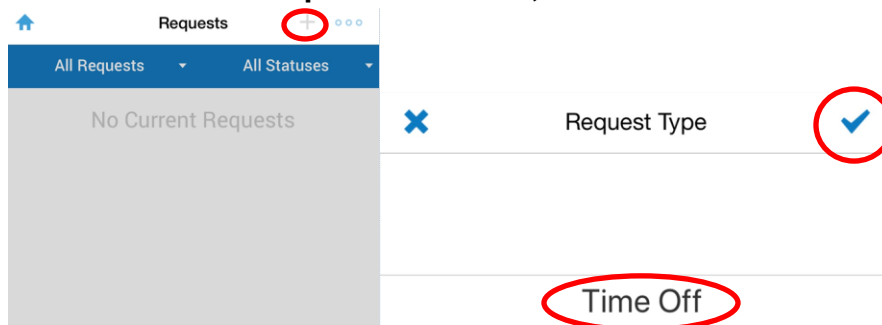 Requests
All Requests All Statuses
No Current Requests
Request Type
Time Off